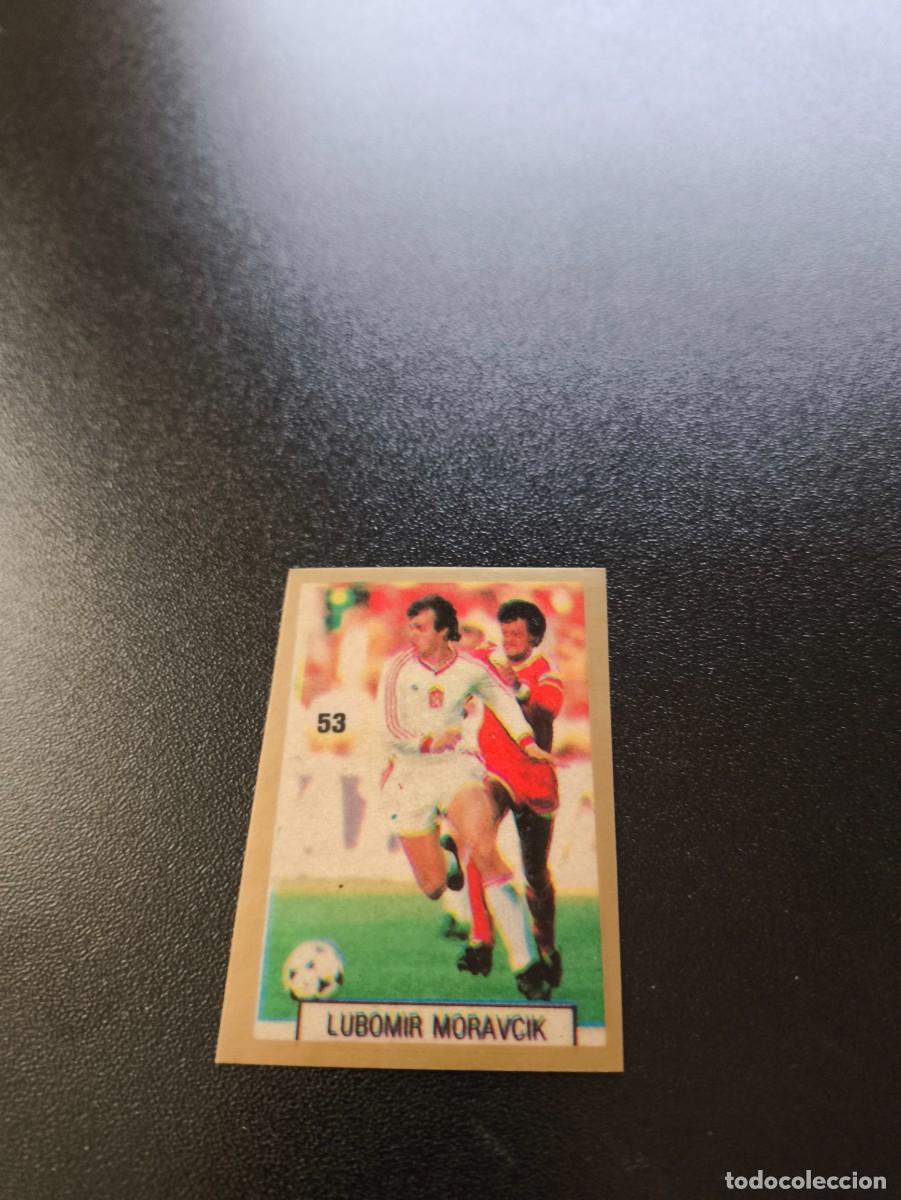 53
LUBOMIR MORAVCIK
todocoleccion